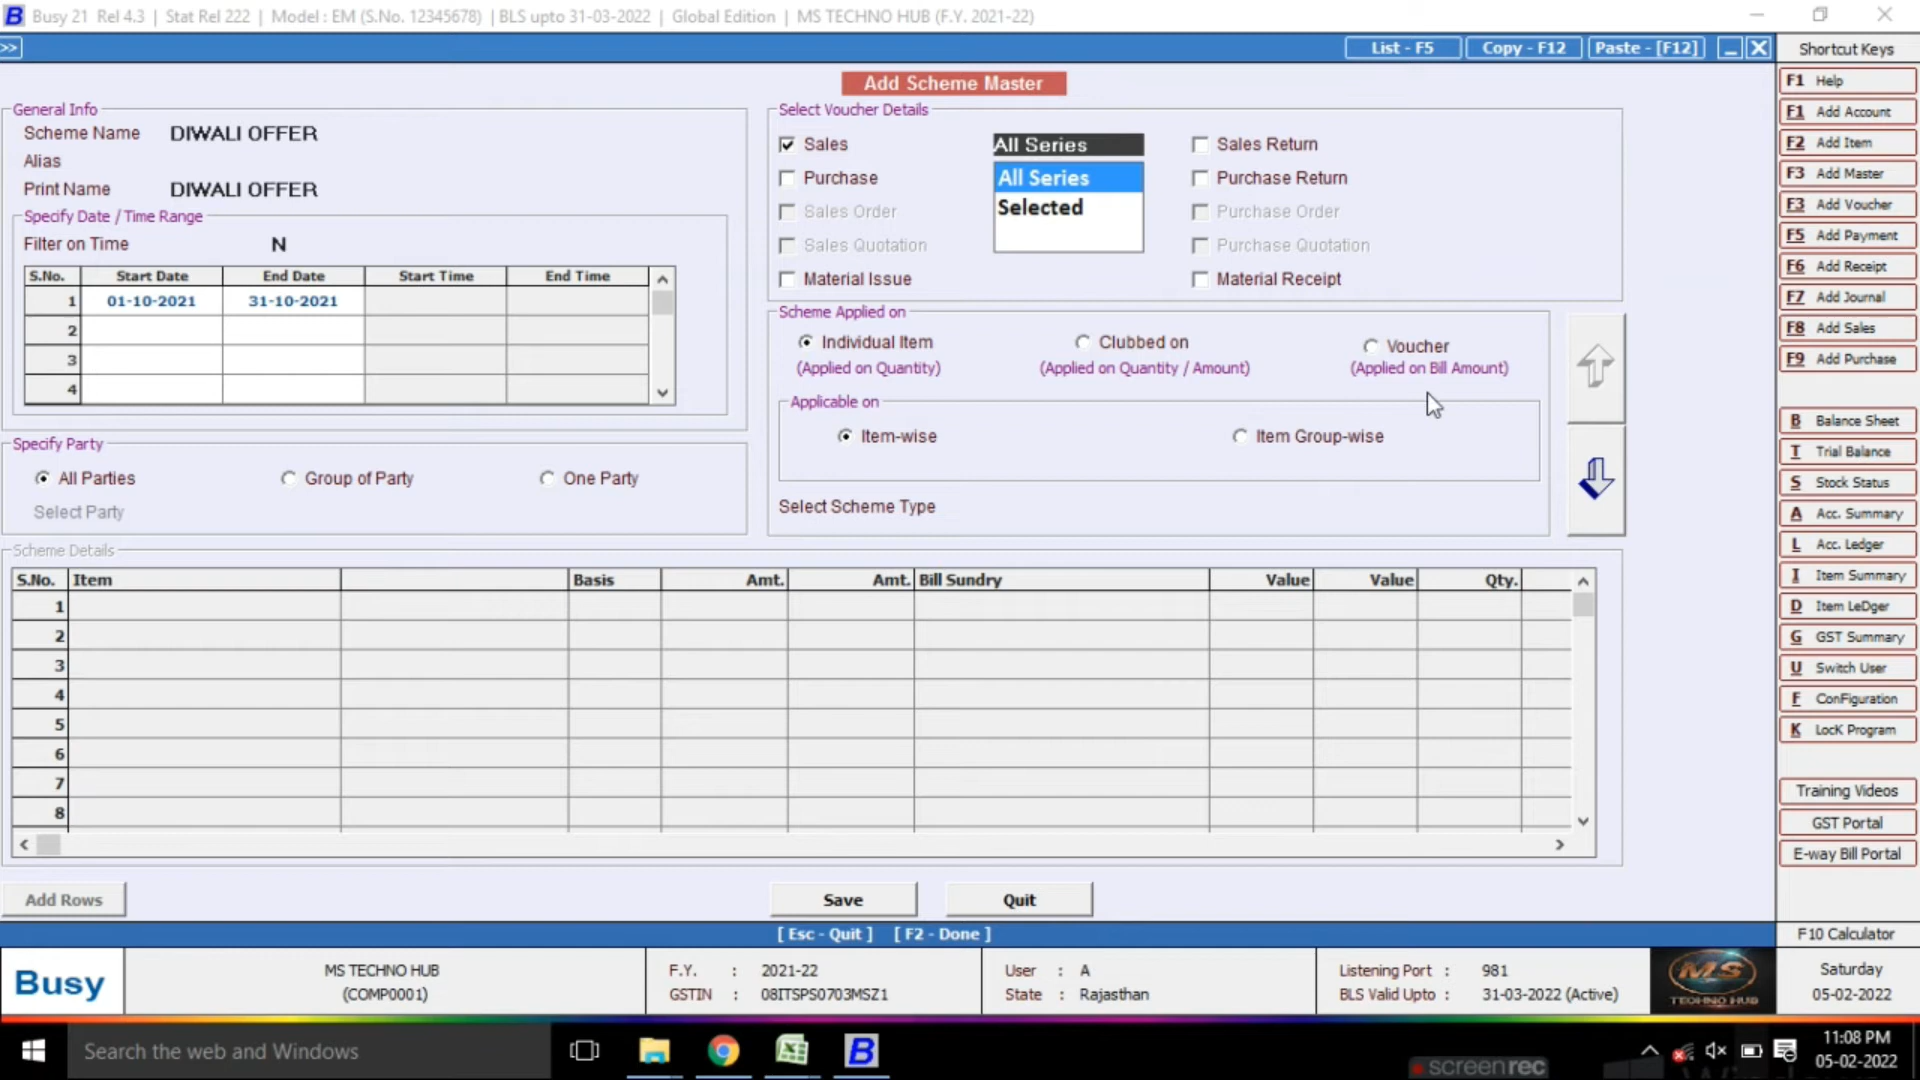 Busy 21 Rel 4.3 | Stat Rel 222 | Model : EM (S.No. 12345678) | BLS upto 31-03-2022 | Global Edition | MS TECHNO HUB (F.Y. 2021-22)
>> List - F5 Copy - F12 Paste - [F12] Shortcut Keys
Add Scheme Master
General Info
Scheme Name DIWALI OFFER
Alias
Print Name DIWALI OFFER
Specify Date / Time Range
Filter on Time N
S.No. Start Date End Date Start Time End Time
1 01-10-2021 31-10-2021
2
3
4
Specify Party
All Parties Group of Party One Party
Select Party
Select Voucher Details
Sales All Series Sales Return
Purchase All Series Purchase Return
Sales Order Selected Purchase Order
Sales Quotation Purchase Quotation
Material Issue Material Receipt
Scheme Applied on
Individual Item Clubbed on Voucher
(Applied on Quantity) (Applied on Quantity / Amount) (Applied on Bill Amount)
Applicable on
Item-wise Item Group-wise
Select Scheme Type
Scheme Details
S.No. Item Basis Amt. Amt. Bill Sundry Value Value Qty.
1
2
3
4
5
6
7
8
Add Rows Save Quit
[ Esc - Quit ] [ F2 - Done ]
F1 Help
F1 Add Account
F2 Add Item
F3 Add Master
F3 Add Voucher
F5 Add Payment
F6 Add Receipt
F7 Add Journal
F8 Add Sales
F9 Add Purchase
B Balance Sheet
T Trial Balance
S Stock Status
A Acc. Summary
L Acc. Ledger
I Item Summary
D Item LeDger
G GST Summary
U Switch User
F ConFiguration
K LocK Program
Training Videos
GST Portal
E-way Bill Portal
F10 Calculator
Busy
MS TECHNO HUB
(COMP0001)
F.Y. : 2021-22
GSTIN : 08ITSPS0703MSZ1
User : A
State : Rajasthan
Listening Port : 981
BLS Valid Upto : 31-03-2022 (Active)
MS
TECHNO HUB
Saturday
05-02-2022
Search the web and Windows
screenrec
11:08 PM
05-02-2022